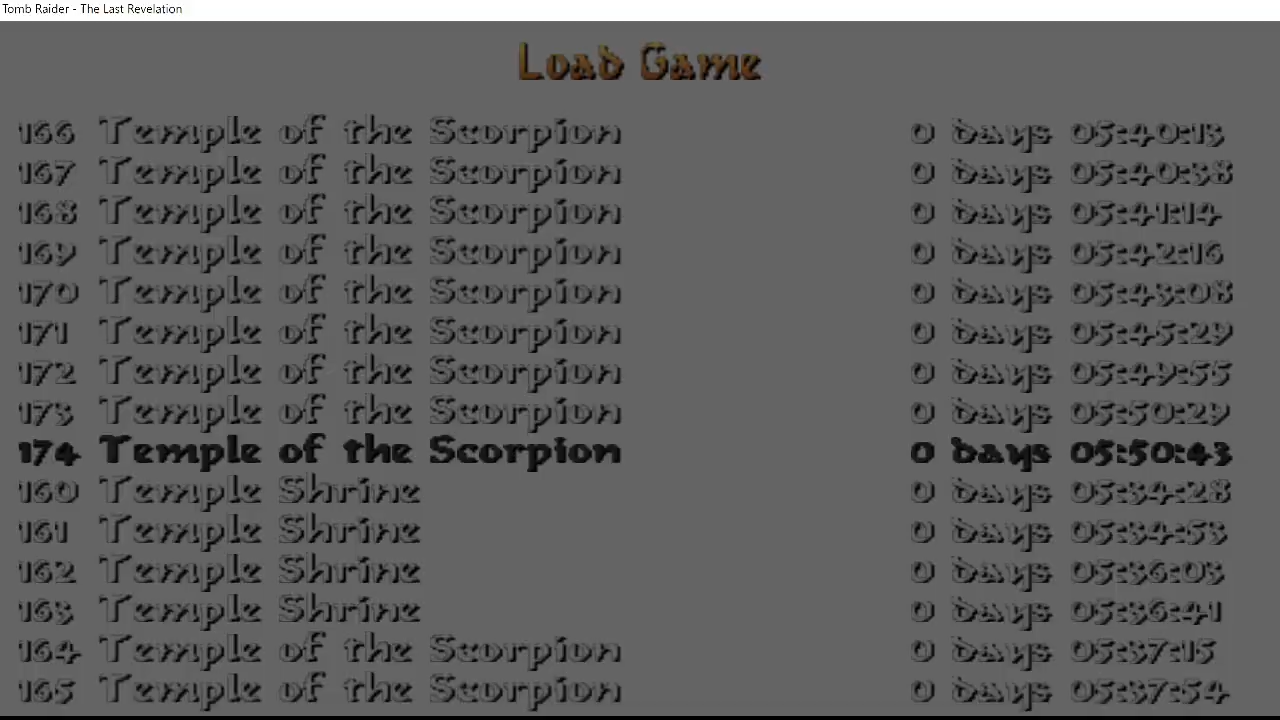 Tomb Raider - The Last Revelation
Load Game
166 Temple of the Scorpion 0 days 05:40:13
167 Temple of the Scorpion 0 days 05:40:38
168 Temple of the Scorpion 0 days 05:41:14
169 Temple of the Scorpion 0 days 05:42:16
170 Temple of the Scorpion 0 days 05:43:08
171 Temple of the Scorpion 0 days 05:45:29
172 Temple of the Scorpion 0 days 05:49:55
173 Temple of the Scorpion 0 days 05:50:29
174 Temple of the Scorpion 0 days 05:50:43
160 Temple Shrine 0 days 05:34:28
161 Temple Shrine 0 days 05:34:53
162 Temple Shrine 0 days 05:36:03
163 Temple Shrine 0 days 05:36:41
164 Temple of the Scorpion 0 days 05:37:15
165 Temple of the Scorpion 0 days 05:37:54